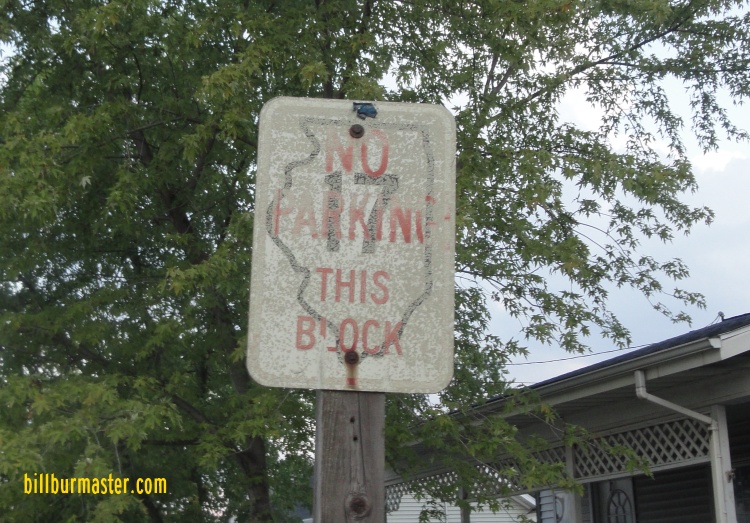 NO
17
PARKING
THIS
BLOCK
billburmaster.com